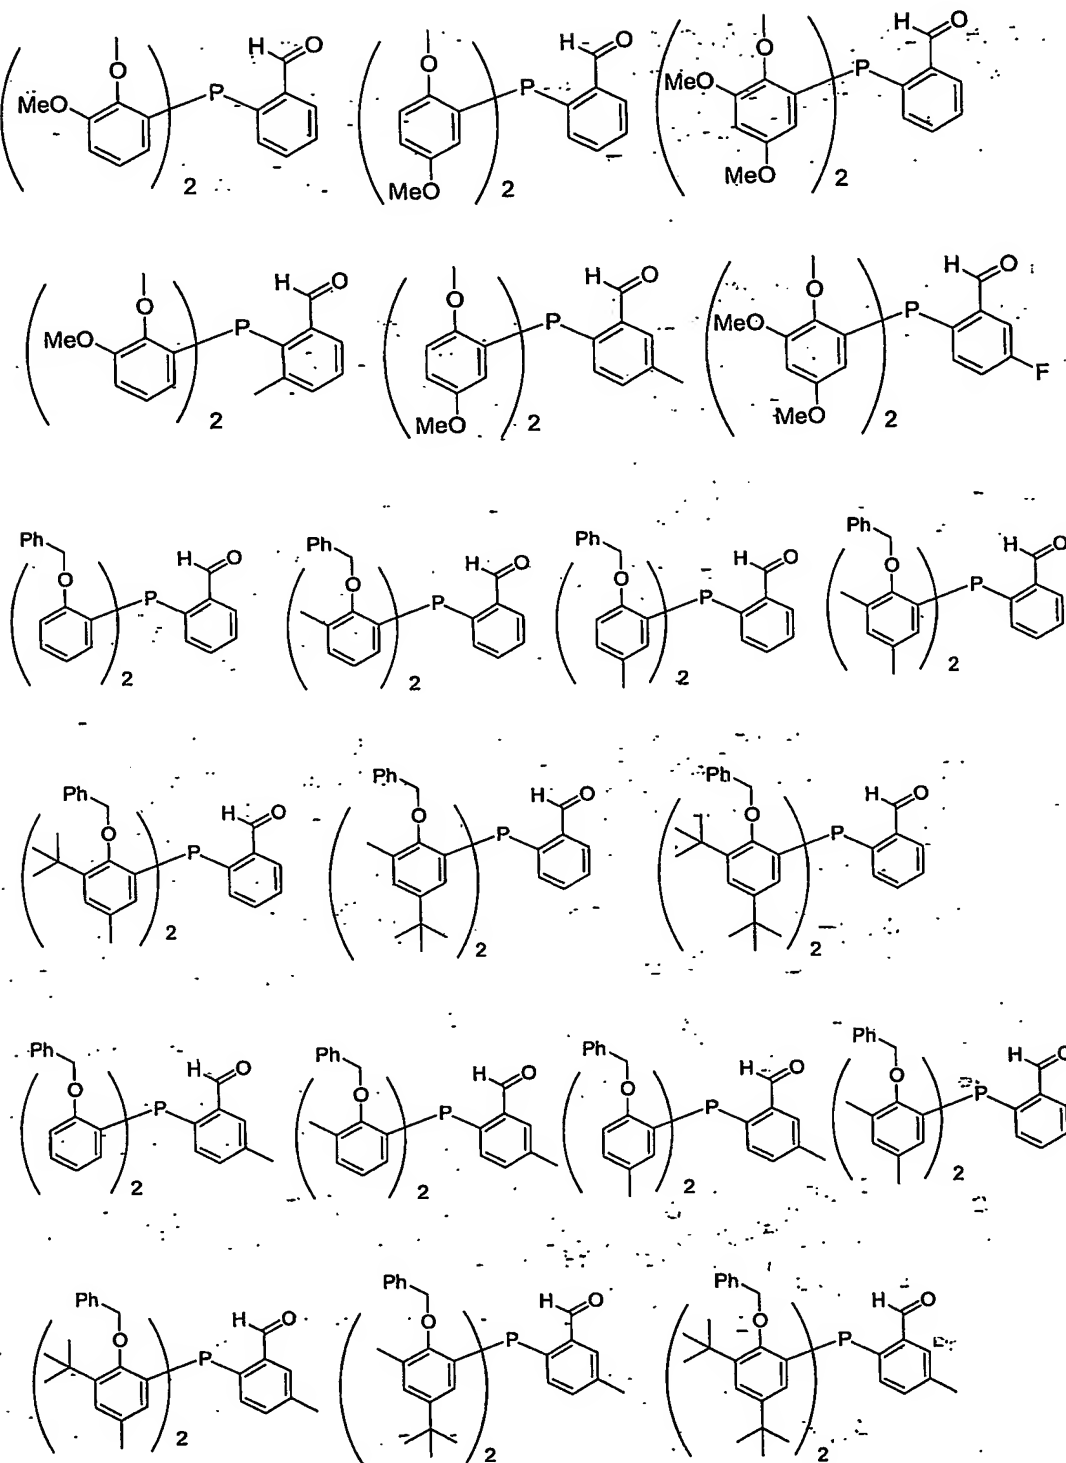 H O H O H O
O O O
MeO P P MeO P
2 MeO 2 MeO 2
H O H O H O
O O O
MeO P P MeO P
F
2 MeO 2 MeO 2
Ph Ph Ph Ph
H O H O H O H O
O O O O
P P P P
2 2 2 2
Ph Ph Ph
H O H O H O
O O O
P P P
2 2 2
Ph Ph Ph Ph
H O H O H O H O
O O O O
P P P P
2 2 2 2
Ph Ph Ph
H O H O H O
O O O
P P P
2 2 2